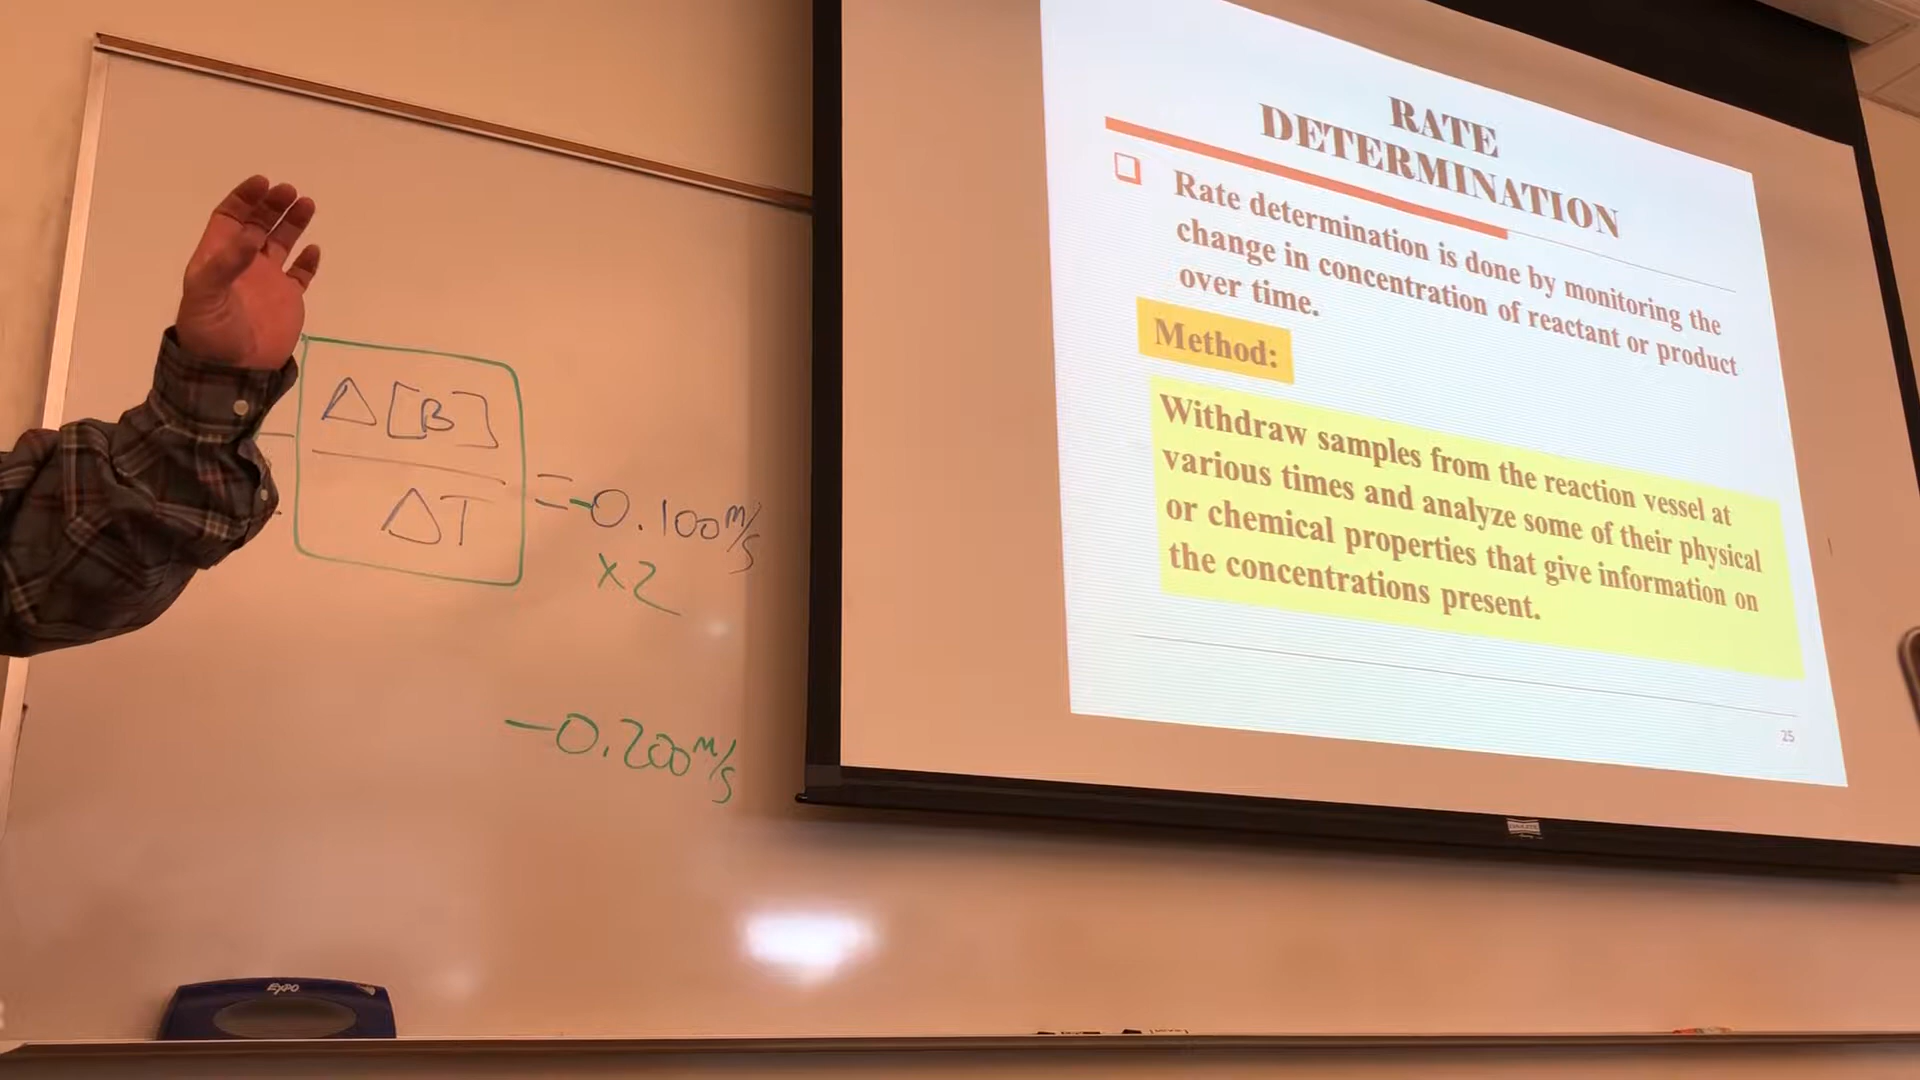 Δ[B]
ΔT
= -0.100 M/s
x2
-0.200 M/s
EXPO
RATE
DETERMINATION
Rate determination is done by monitoring the
change in concentration of reactant or product
over time.
Method:
Withdraw samples from the reaction vessel at
various times and analyze some of their physical
or chemical properties that give information on
the concentrations present.
25